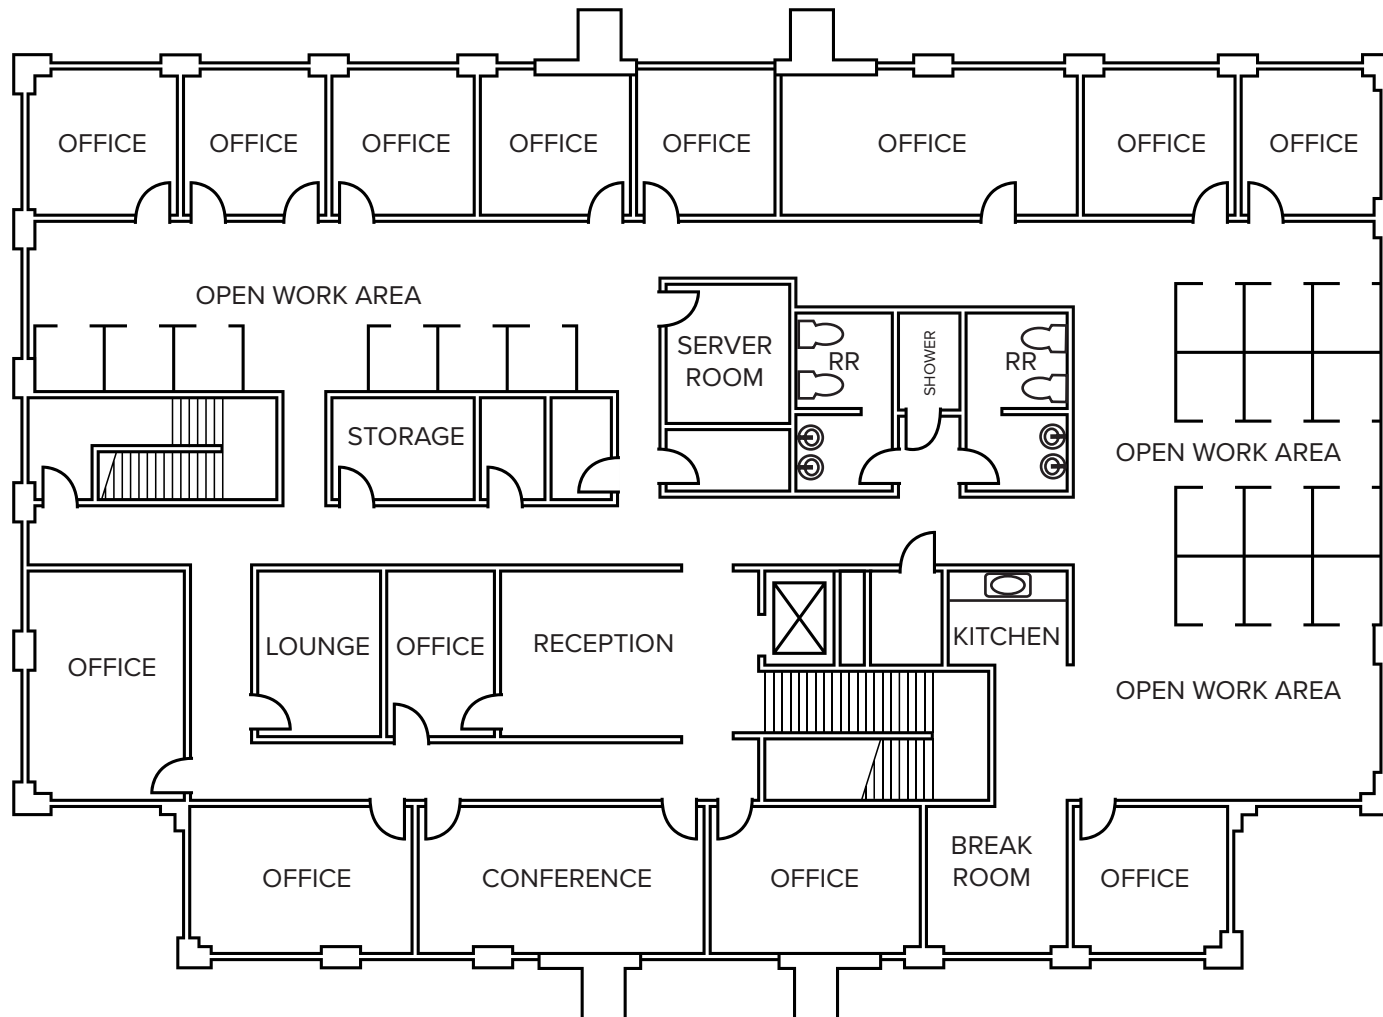 OFFICE
OFFICE
OFFICE
OFFICE
OFFICE
OFFICE
OFFICE
OFFICE
OPEN WORK AREA
SERVER
ROOM
RR
SHOWER
RR
STORAGE
OPEN WORK AREA
OFFICE
LOUNGE
OFFICE
RECEPTION
KITCHEN
OPEN WORK AREA
OFFICE
CONFERENCE
OFFICE
BREAK
ROOM
OFFICE